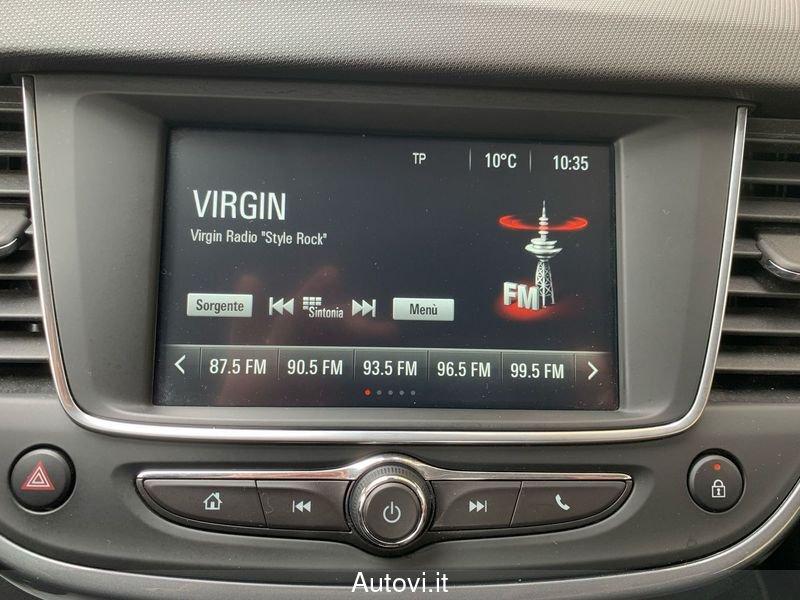 TP 10°C 10:35
VIRGIN
Virgin Radio "Style Rock"
FM
Sorgente Sintonia Menù
87.5 FM 90.5 FM 93.5 FM 96.5 FM 99.5 FM
Autovi.it